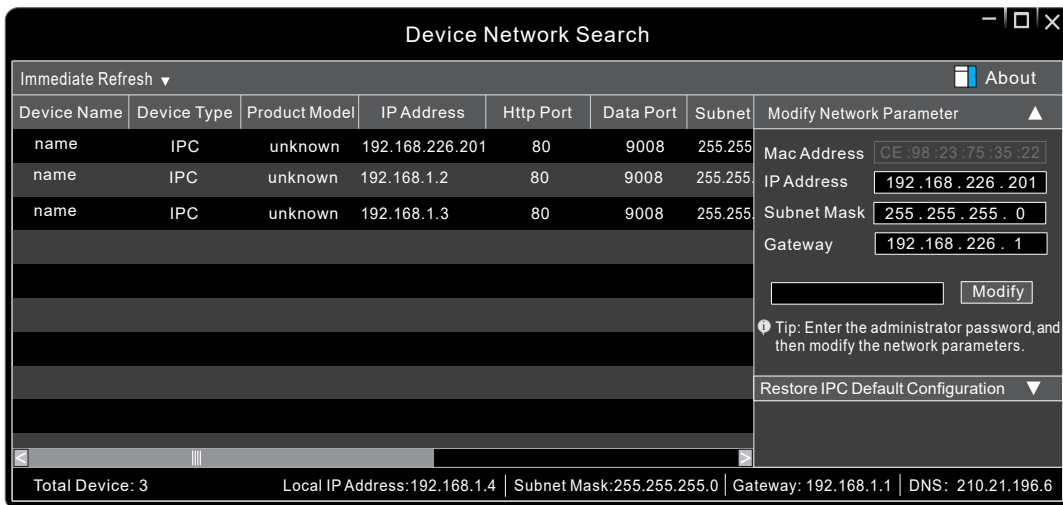 Device Network Search
Immediate Refresh
About
Device Name Device Type Product Model IP Address Http Port Data Port Subnet
name IPC unknown 192.168.226.201 80 9008 255.255
name IPC unknown 192.168.1.2 80 9008 255.255.
name IPC unknown 192.168.1.3 80 9008 255.255.
Modify Network Parameter
Mac Address CE :98 :23 :75 :35 :22
IP Address 192 .168 .226 . 201
Subnet Mask 255 . 255 . 255 . 0
Gateway 192 .168 .226 . 1
Modify
Tip: Enter the administrator password, and
then modify the network parameters.
Restore IPC Default Configuration
Total Device: 3 Local IP Address:192.168.1.4 Subnet Mask:255.255.255.0 Gateway: 192.168.1.1 DNS: 210.21.196.6